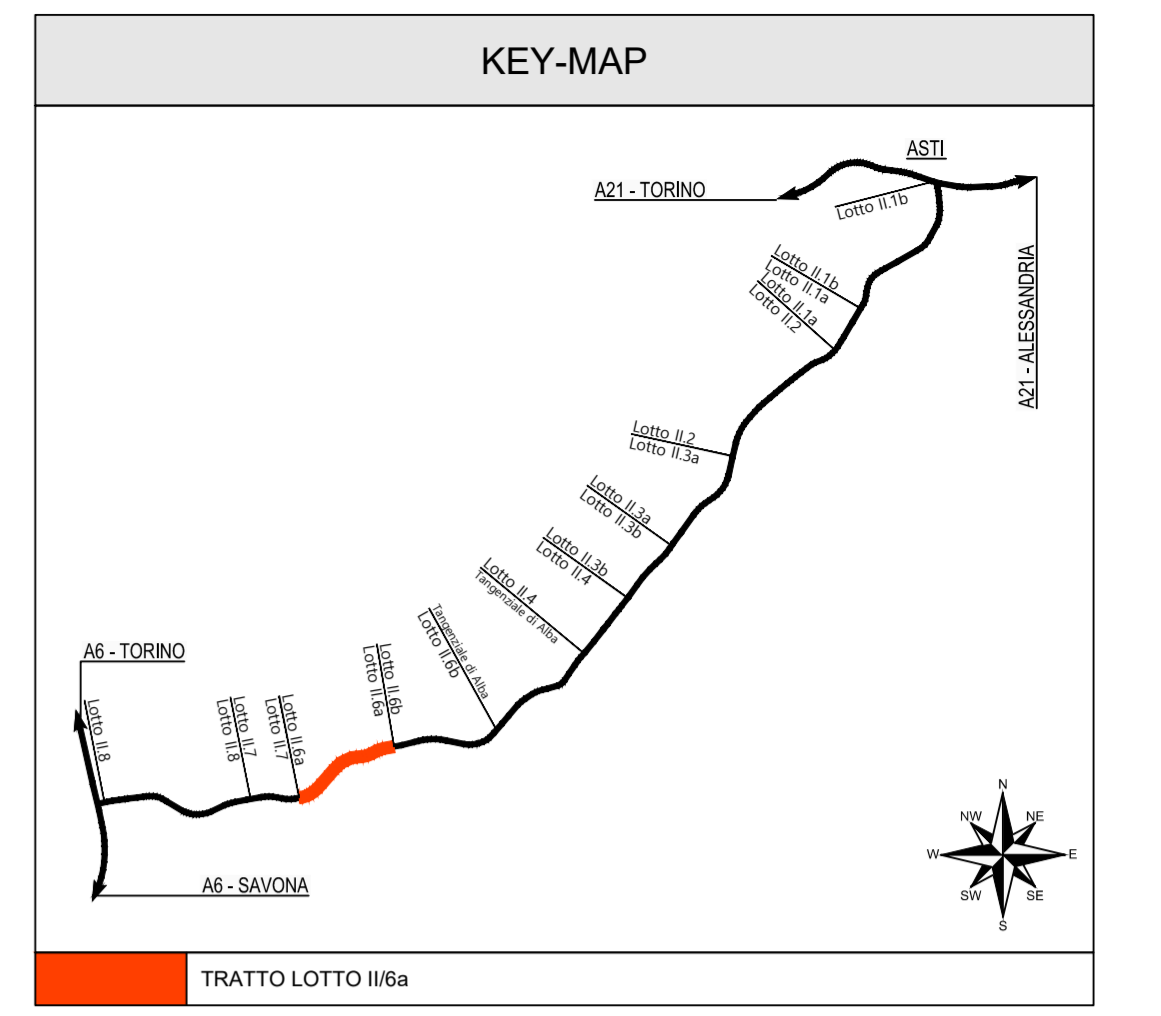 KEY-MAP
ASTI
A21 - TORINO
Lotto II.1b
A21 - ALESSANDRIA
Lotto II.1b
Lotto II.1a
Lotto II.1a
Lotto II.2
Lotto II.2
Lotto II.3a
Lotto II.3a
Lotto II.3b
Lotto II.3b
Lotto II.4
Lotto II.4
Tangenziale di Alba
Tangenziale di Alba
Lotto II.6b
Lotto II.6b
Lotto II.6a
Lotto II.6a
Lotto II.7
Lotto II.7
Lotto II.8
Lotto II.8
A6 - TORINO
A6 - SAVONA
N
NW
NE
W
E
SW
SE
S
TRATTO LOTTO II/6a